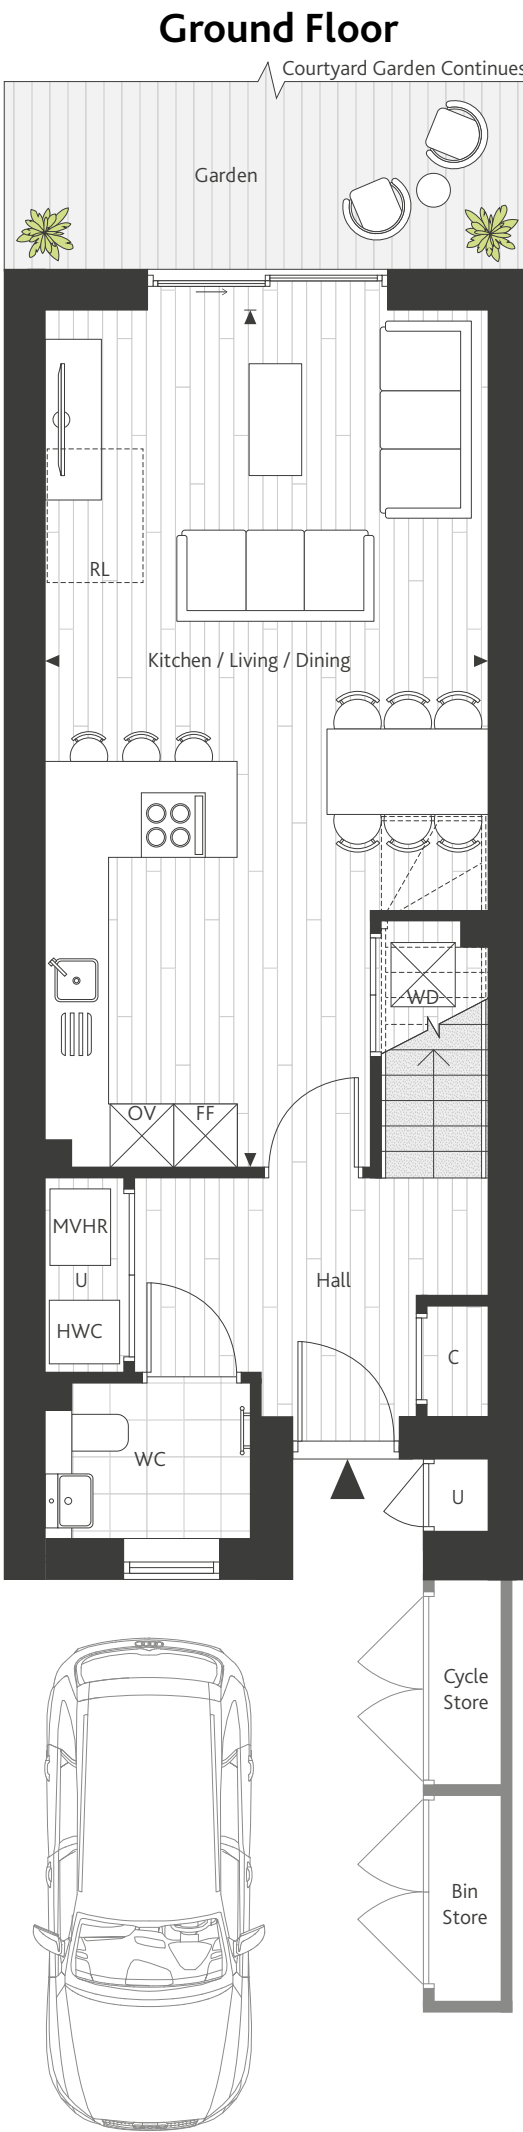 Ground Floor
Courtyard Garden Continues
Garden
RL
Kitchen / Living / Dining
WD
OV
FF
MVHR
U
HWC
Hall
C
WC
U
Cycle
Store
Bin
Store